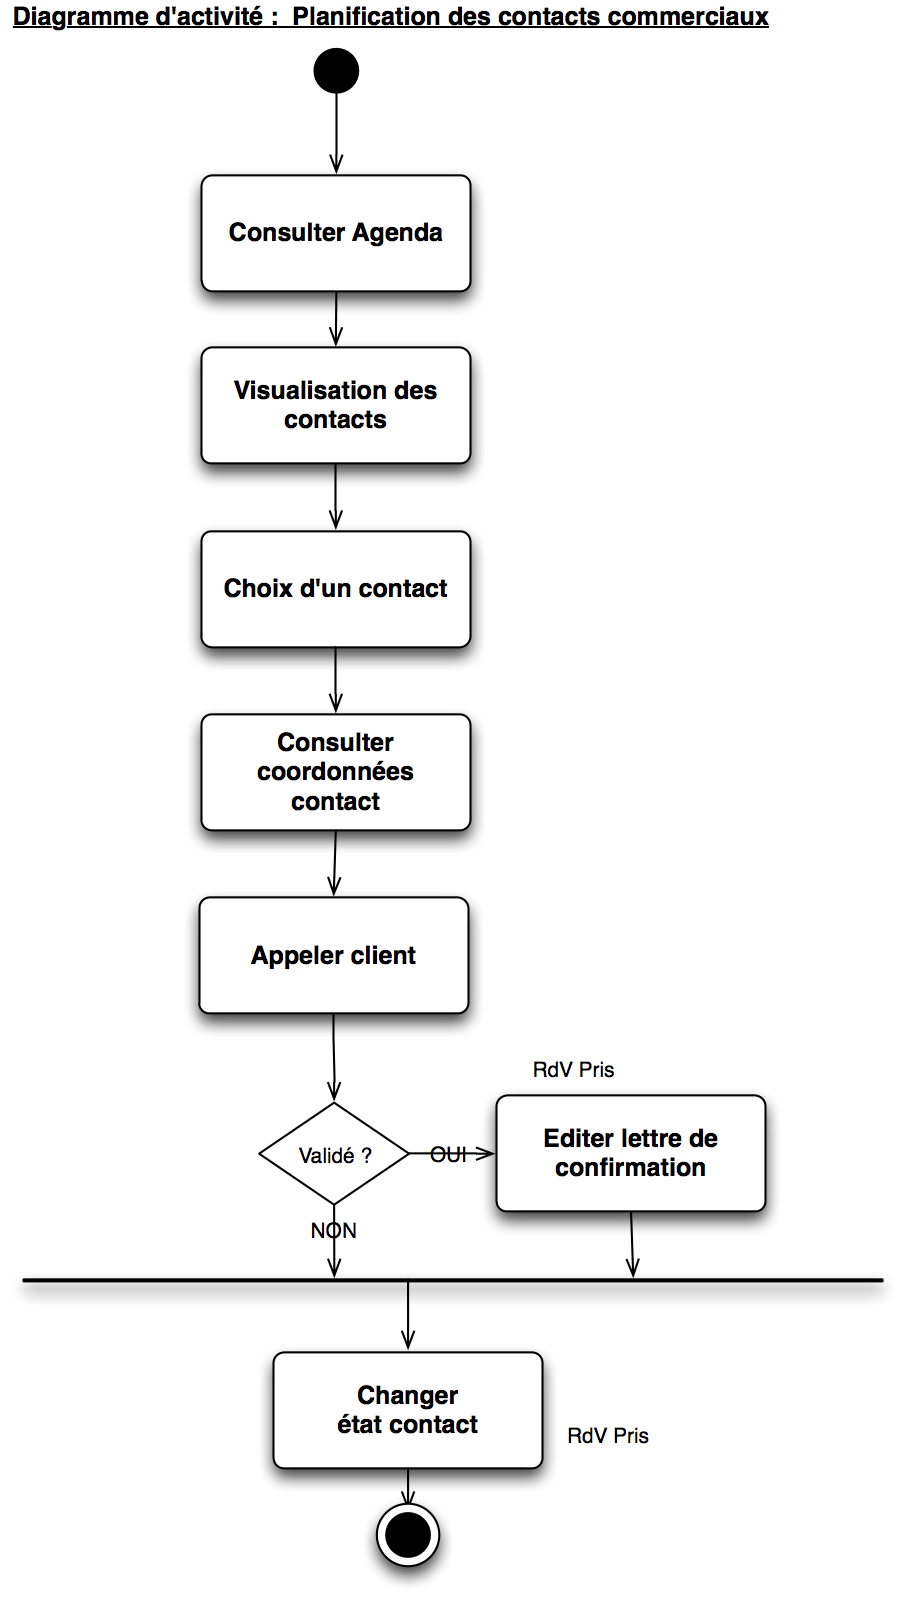 Diagramme d'activité :  Planification des contacts commerciaux
Consulter Agenda
Visualisation des
contacts
Choix d'un contact
Consulter
coordonnées
contact
Appeler client
RdV Pris
Editer lettre de
confirmation
Validé ?
OUI
NON
Changer
état contact
RdV Pris